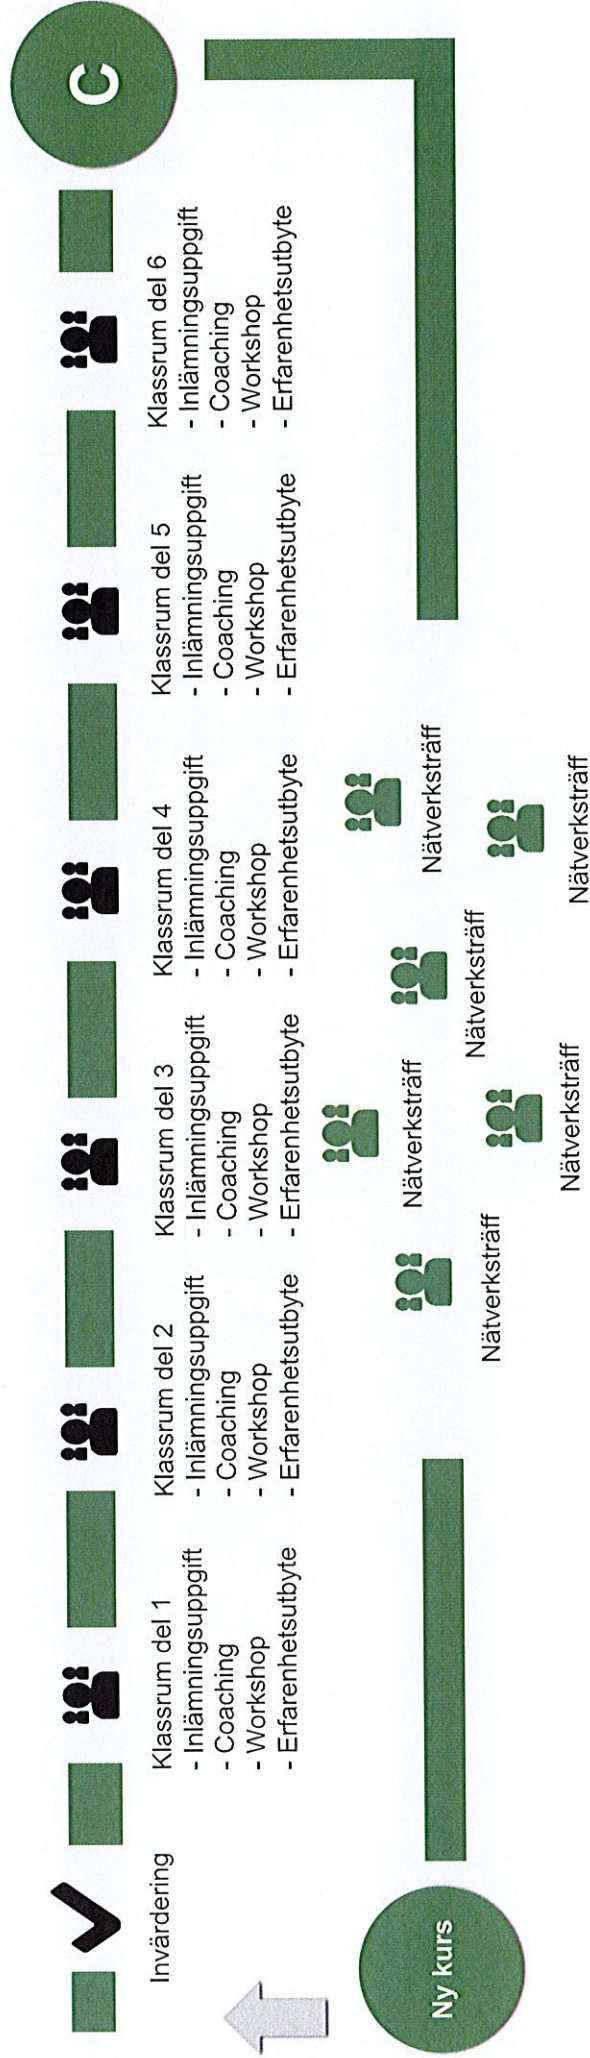 Invärdering
Klassrum del 1
- Inlämningsuppgift
- Coaching
- Workshop
- Erfarenhetsutbyte
Klassrum del 2
- Inlämningsuppgift
- Coaching
- Workshop
- Erfarenhetsutbyte
Klassrum del 3
- Inlämningsuppgift
- Coaching
- Workshop
- Erfarenhetsutbyte
Klassrum del 4
- Inlämningsuppgift
- Coaching
- Workshop
- Erfarenhetsutbyte
Klassrum del 5
- Inlämningsuppgift
- Coaching
- Workshop
- Erfarenhetsutbyte
Klassrum del 6
- Inlämningsuppgift
- Coaching
- Workshop
- Erfarenhetsutbyte
C
Ny kurs
Nätverksträff
Nätverksträff
Nätverksträff
Nätverksträff
Nätverksträff
Nätverksträff